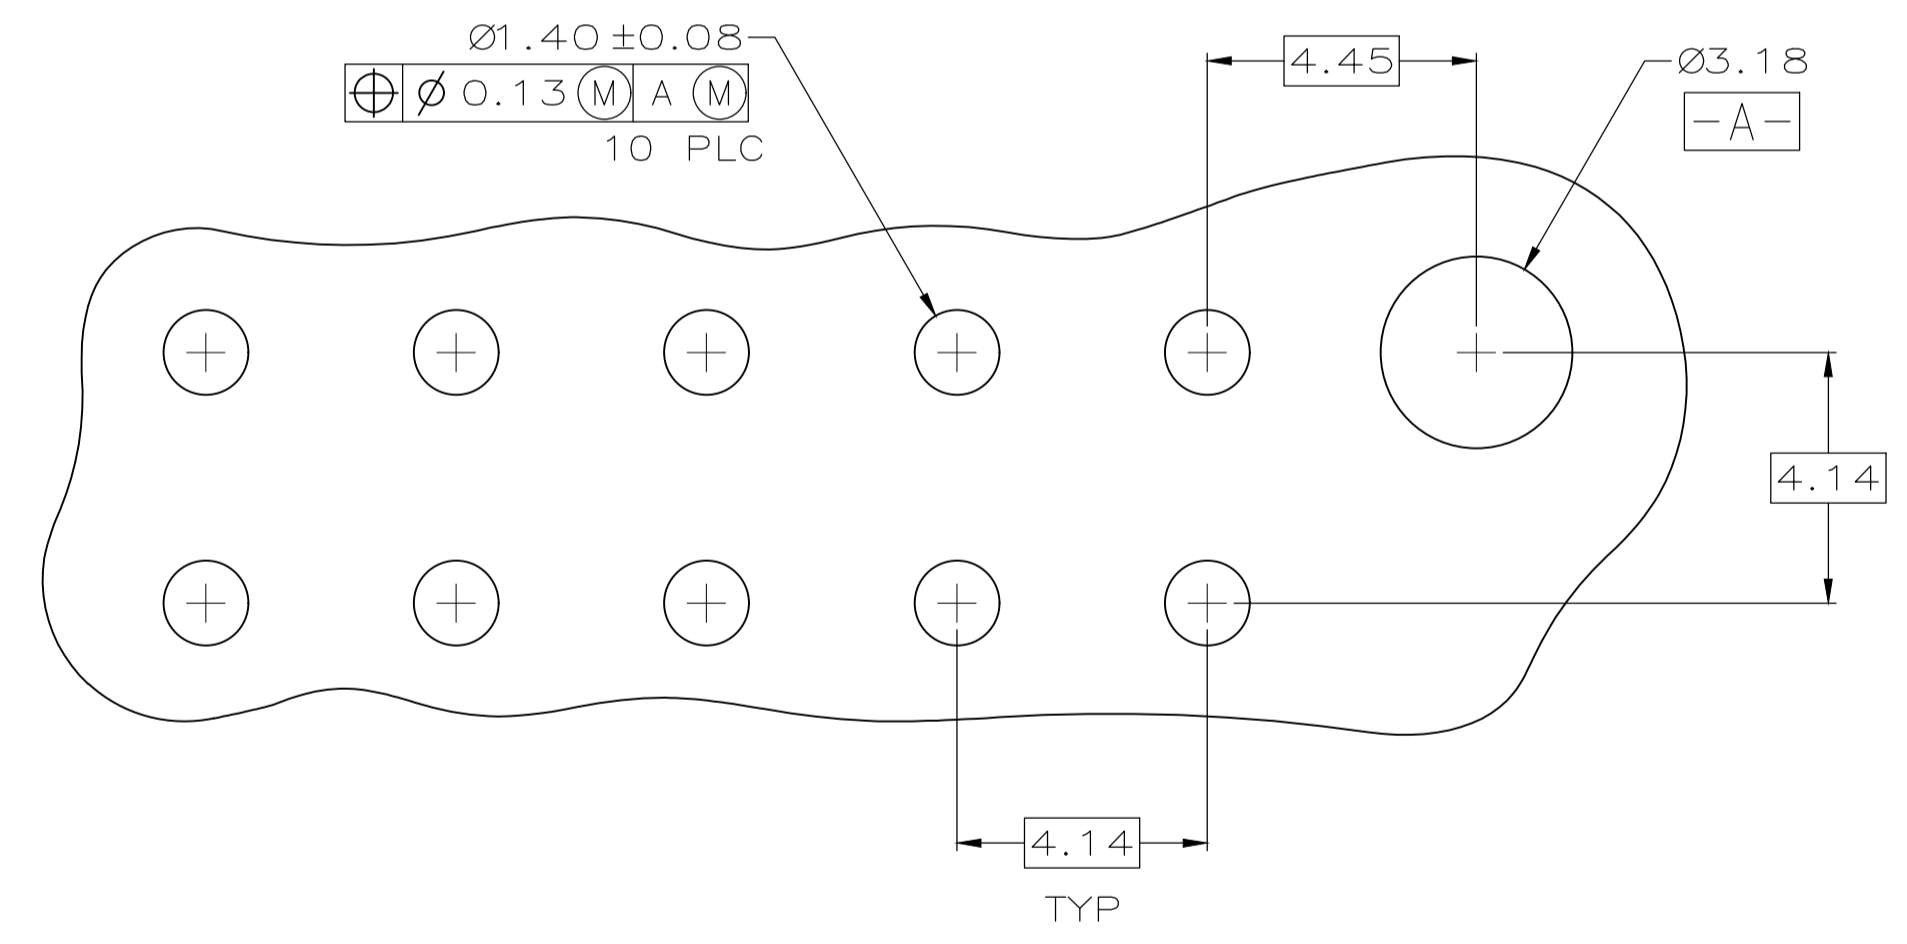 Ø1.40 ±0.08
⌖ ⌀ 0.13 Ⓜ A Ⓜ
10 PLC
4.45
Ø3.18
-A-
4.14
4.14
TYP